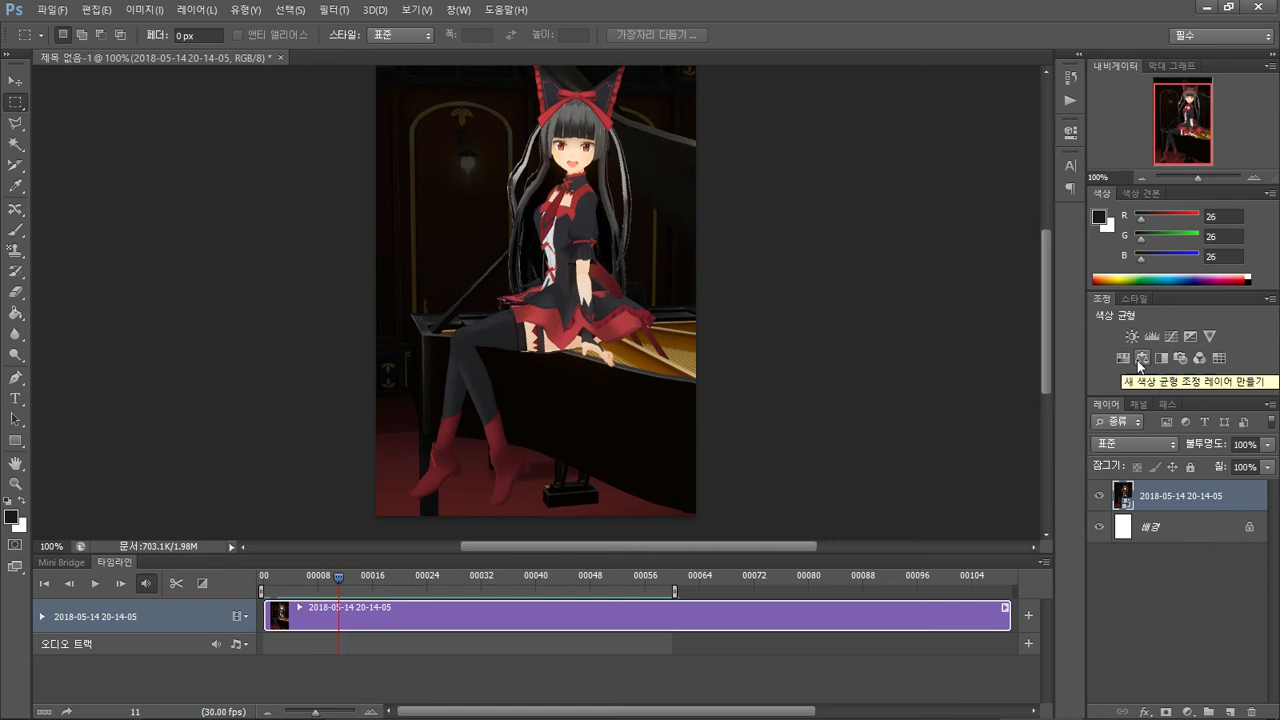 Ps 파일(F) 편집(E) 이미지(I) 레이어(L) 유형(Y) 선택(S) 필터(T) 3D(D) 보기(V) 창(W) 도움말(H)
페더: 0 px 안티 앨리어스 스타일: 표준 폭: 높이: 가장자리 다듬기 ... 필수
제목 없음-1 @ 100%(2018-05-14 20-14-05, RGB/8) * ×
내비게이터 막대 그래프
100%
색상 색상 견본
R 26
G 26
B 26
조정 스타일
색상 균형
새 색상 균형 조정 레이어 만들기
레이어 채널 패스
종류
표준 불투명도: 100%
잠그기: 칠: 100%
2018-05-14 20-14-05
배경
100% 문서:703.1K/1.98M
Mini Bridge 타임라인
00 00008 00016 00024 00032 00040 00048 00056 00064 00072 00080 00088 00096 00104
2018-05-14 20-14-05 2018-05-14 20-14-05
오디오 트랙
11 (30.00 fps)